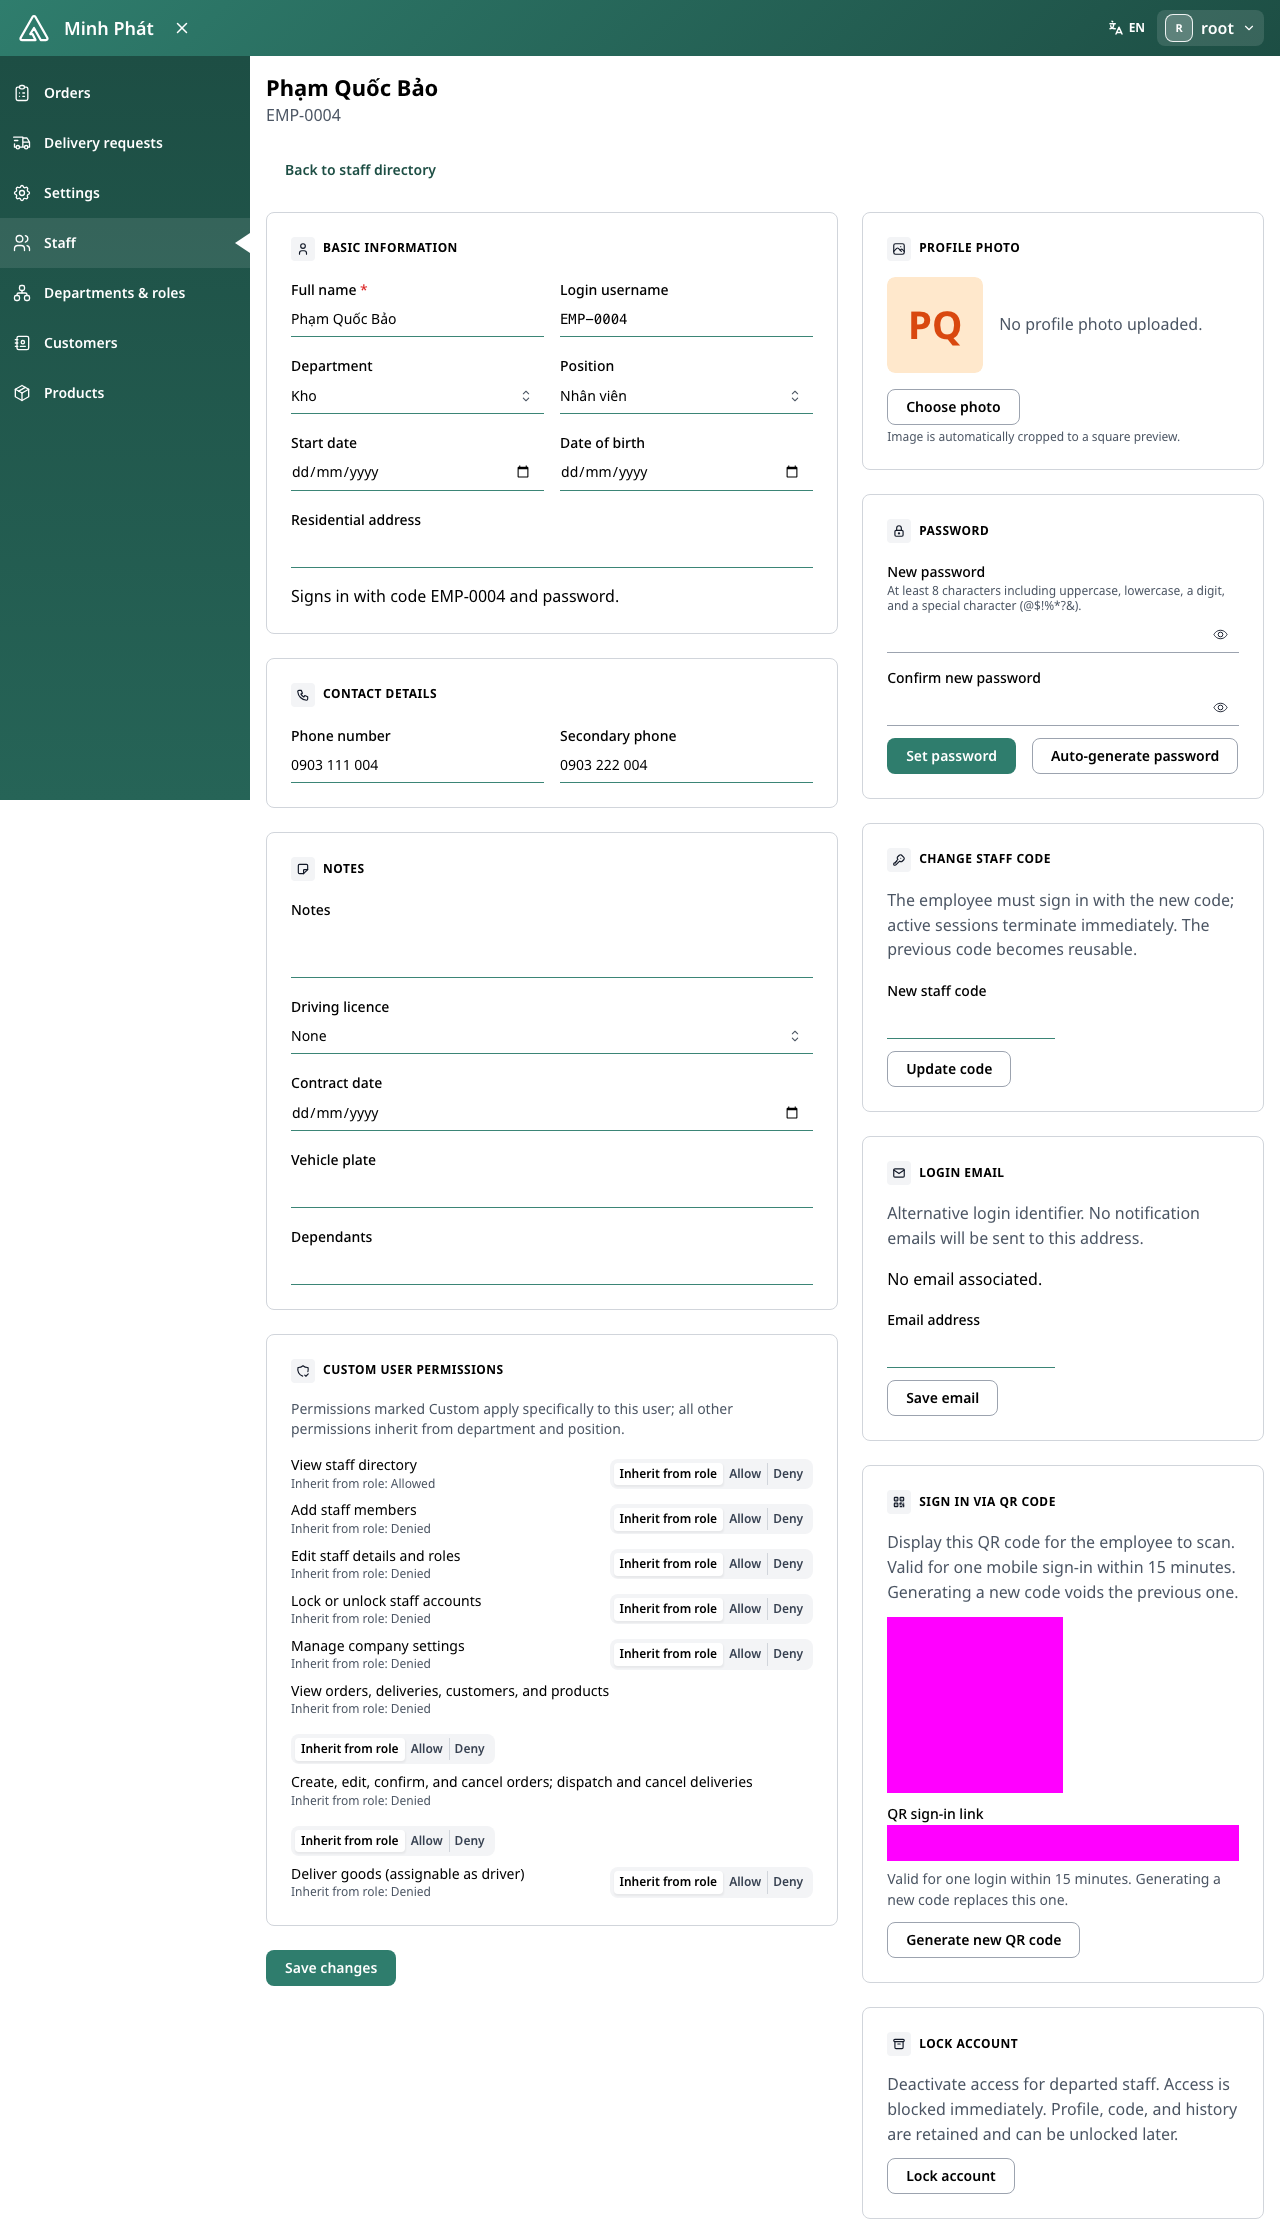 Minh Phát
EN
R
root
Orders
Delivery requests
Settings
Staff
Departments & roles
Customers
Products
Phạm Quốc Bảo
EMP-0004
Back to staff directory
BASIC INFORMATION
Full name *
Login username
Phạm Quốc Bảo
EMP-0004
Department
Position
Kho
Nhân viên
Start date
Date of birth
dd/mm/yyyy
dd/mm/yyyy
Residential address
Signs in with code EMP-0004 and password.
CONTACT DETAILS
Phone number
Secondary phone
0903 111 004
0903 222 004
NOTES
Notes
Driving licence
None
Contract date
dd/mm/yyyy
Vehicle plate
Dependants
CUSTOM USER PERMISSIONS
Permissions marked Custom apply specifically to this user; all other
permissions inherit from department and position.
View staff directory
Inherit from role: Allowed
Inherit from role Allow Deny
Add staff members
Inherit from role: Denied
Inherit from role Allow Deny
Edit staff details and roles
Inherit from role: Denied
Inherit from role Allow Deny
Lock or unlock staff accounts
Inherit from role: Denied
Inherit from role Allow Deny
Manage company settings
Inherit from role: Denied
Inherit from role Allow Deny
View orders, deliveries, customers, and products
Inherit from role: Denied
Inherit from role Allow Deny
Create, edit, confirm, and cancel orders; dispatch and cancel deliveries
Inherit from role: Denied
Inherit from role Allow Deny
Deliver goods (assignable as driver)
Inherit from role: Denied
Inherit from role Allow Deny
Save changes
PROFILE PHOTO
PQ
No profile photo uploaded.
Choose photo
Image is automatically cropped to a square preview.
PASSWORD
New password
At least 8 characters including uppercase, lowercase, a digit,
and a special character (@$!%*?&).
Confirm new password
Set password
Auto-generate password
CHANGE STAFF CODE
The employee must sign in with the new code;
active sessions terminate immediately. The
previous code becomes reusable.
New staff code
Update code
LOGIN EMAIL
Alternative login identifier. No notification
emails will be sent to this address.
No email associated.
Email address
Save email
SIGN IN VIA QR CODE
Display this QR code for the employee to scan.
Valid for one mobile sign-in within 15 minutes.
Generating a new code voids the previous one.
QR sign-in link
Valid for one login within 15 minutes. Generating a
new code replaces this one.
Generate new QR code
LOCK ACCOUNT
Deactivate access for departed staff. Access is
blocked immediately. Profile, code, and history
are retained and can be unlocked later.
Lock account